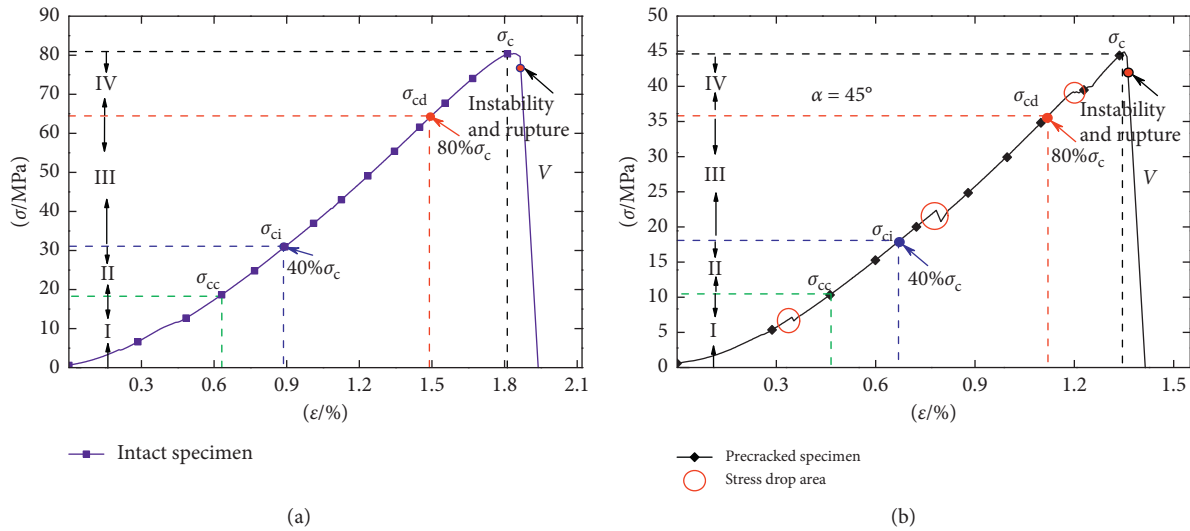 90
80
70
60
50
40
30
20
10
0
(σ/MPa)
0.3
0.6
0.9
1.2
1.5
1.8
2.1
(ε/%)
IV
III
II
I
σcc
σci
40%σc
σcd
80%σc
σc
Instability
and rupture
V
Intact specimen
(a)
50
45
40
35
30
25
20
15
10
5
0
(σ/MPa)
0.3
0.6
0.9
1.2
1.5
(ε/%)
IV
III
II
I
α = 45°
σcc
σci
40%σc
σcd
80%σc
σc
Instability
and rupture
V
Precracked specimen
Stress drop area
(b)